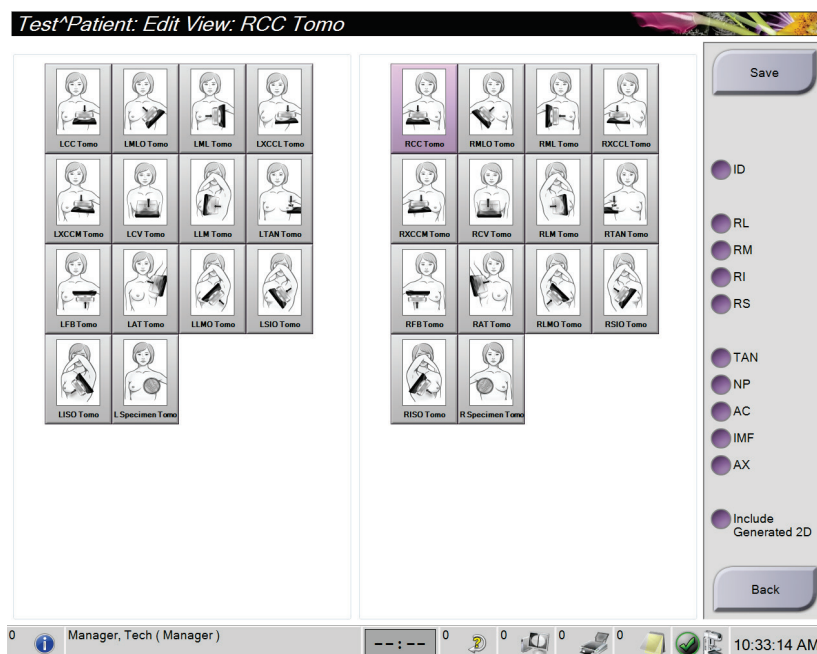 Test^Patient: Edit View: RCC Tomo
LCC Tomo LMLO Tomo LML Tomo LXCCL Tomo
LXCCM Tomo LCV Tomo LLM Tomo LTAN Tomo
LFB Tomo LAT Tomo LLMO Tomo LSIO Tomo
LISO Tomo L Specimen Tomo
RCC Tomo RMLO Tomo RML Tomo RXCCL Tomo
RXCCM Tomo RCV Tomo RLM Tomo RTAN Tomo
RFB Tomo RAT Tomo RLMO Tomo RSIO Tomo
RISO Tomo R Specimen Tomo
Save
ID
RL
RM
RI
RS
TAN
NP
AC
IMF
AX
Include
Generated 2D
Back
0 Manager, Tech ( Manager ) --:-- 0 0 0 0 10:33:14 AM